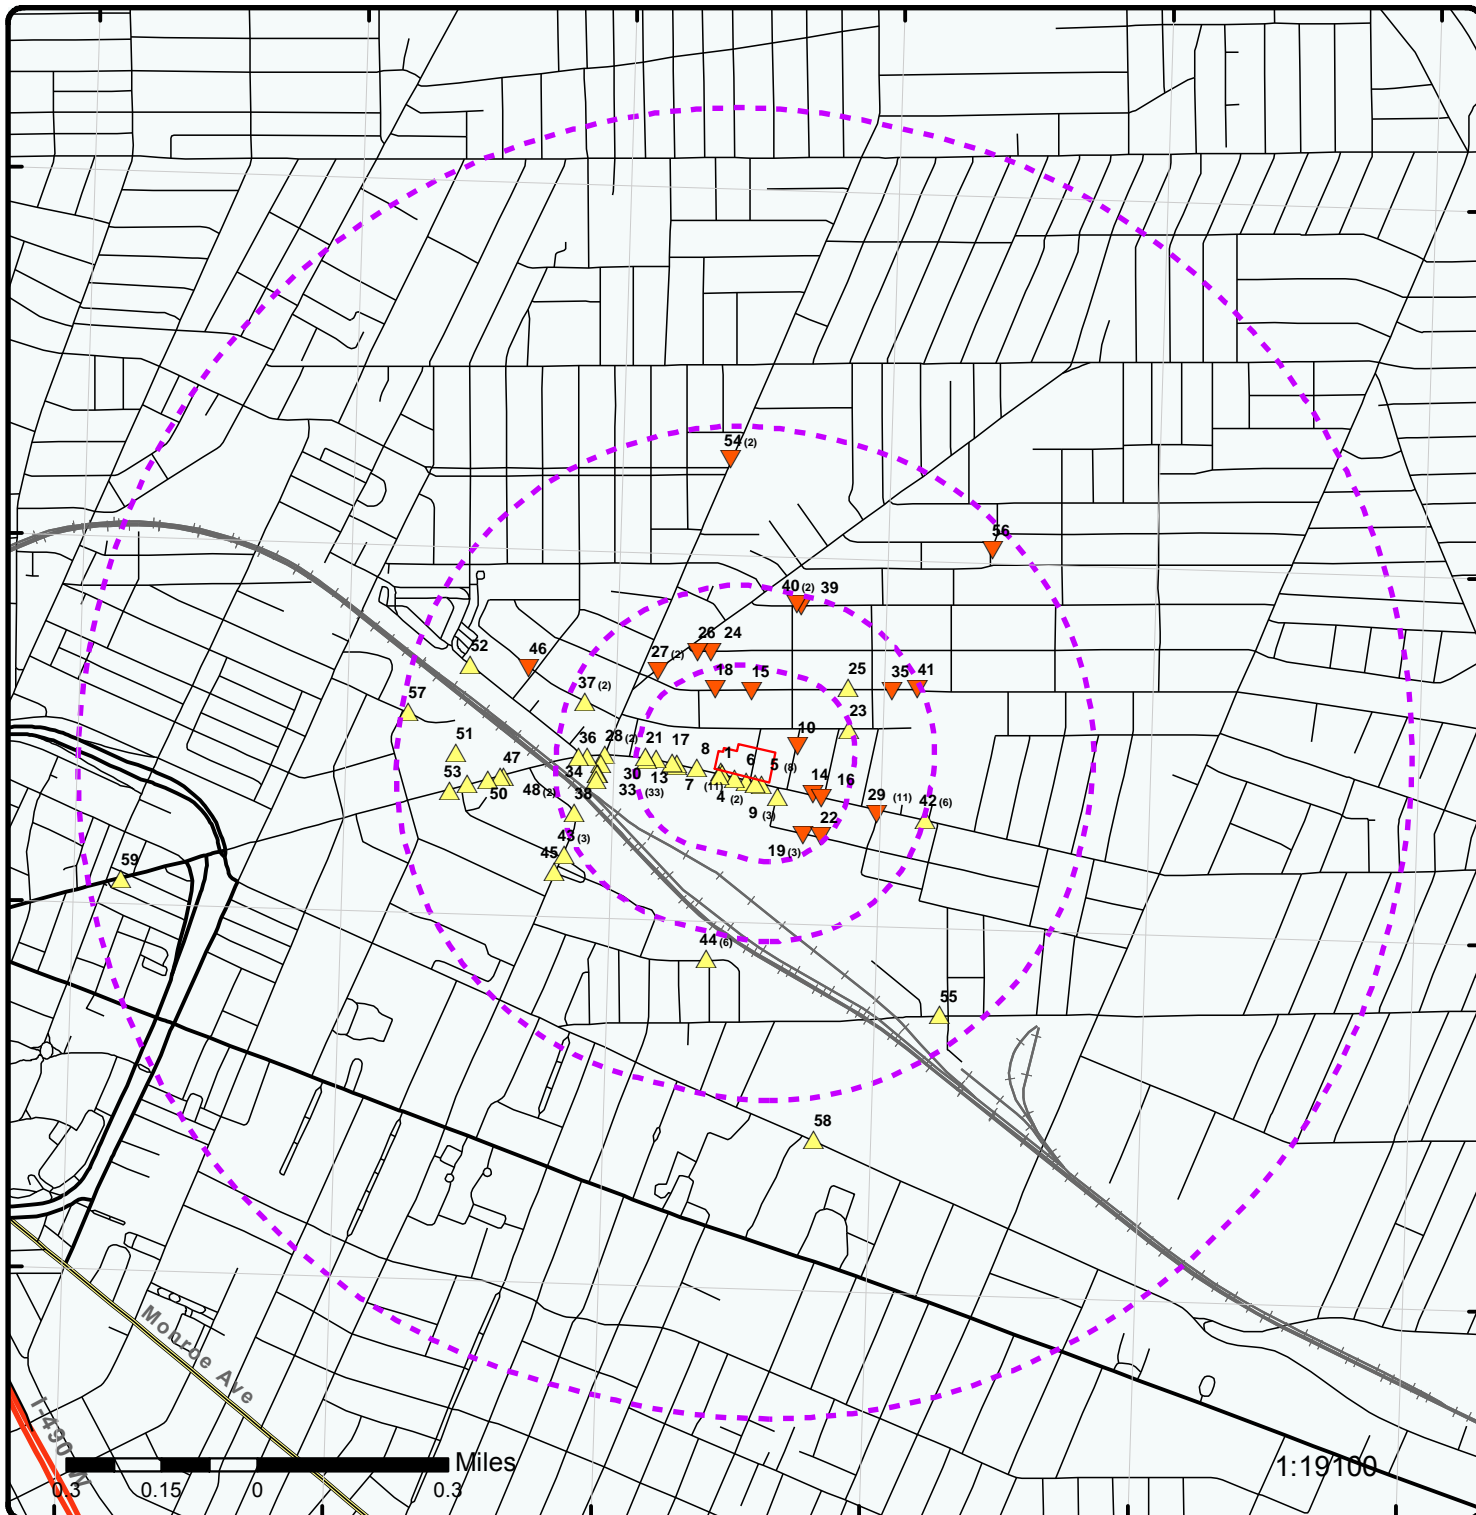 54 (2)
56
40 (2) 39
26 24
27 (2)
52
46
18 15
25
35 41
37 (2)
57
23
10
36 28 (2) 21 17
8 1 6 5 (8)
51
47
53
34 30 13 7 (11)
14 16
50 48 (2) 38 33 (33) 4 (2)
29 (11) 42 (6)
9 (3)
22
43 (3)
19 (3)
45
59
44 (6)
55
58
Monroe Ave
I-490 W
Miles
1:19100
0.3 0.15 0 0.3